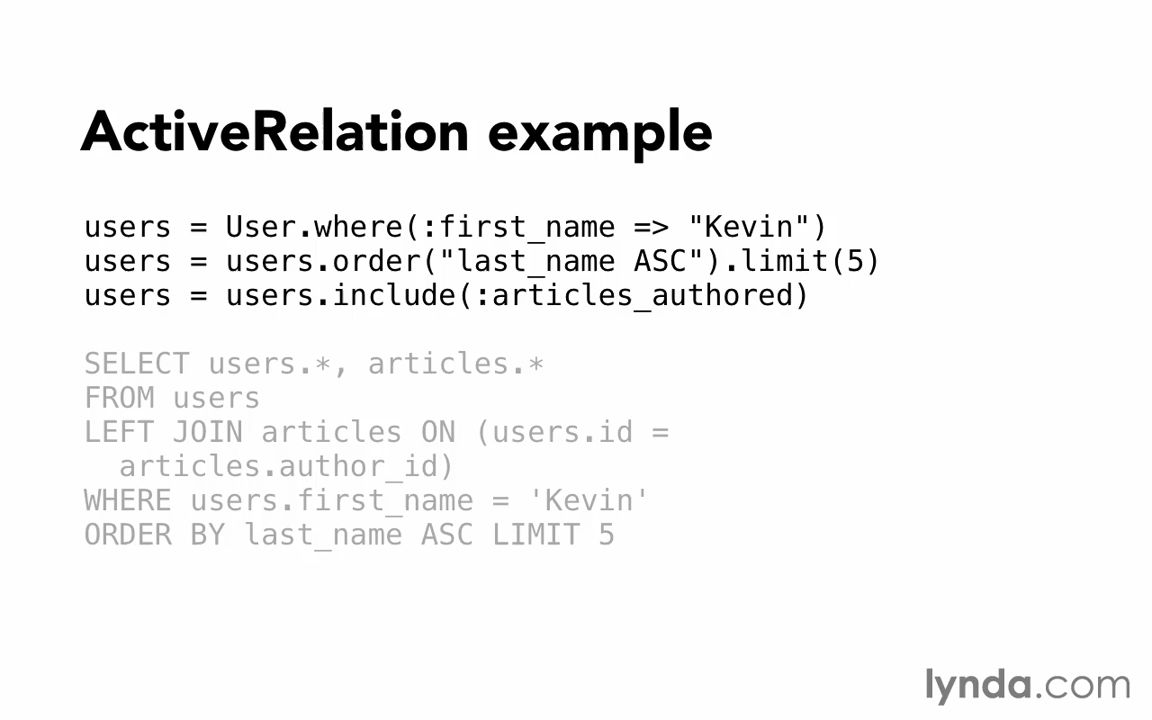 ActiveRelation example
users = User.where(:first_name => "Kevin")
users = users.order("last_name ASC").limit(5)
users = users.include(:articles_authored)
SELECT users.*, articles.*
FROM users
LEFT JOIN articles ON (users.id =
articles.author_id)
WHERE users.first_name = 'Kevin'
ORDER BY last_name ASC LIMIT 5
lynda.com